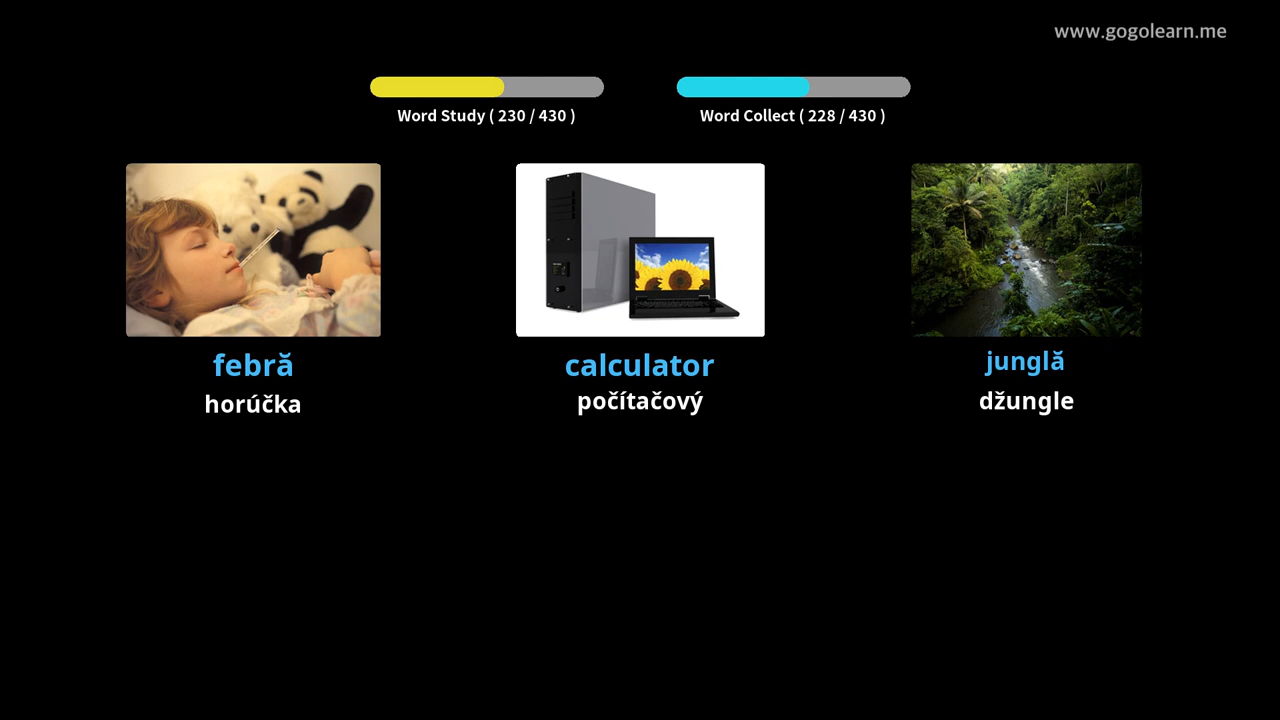 www.gogolearn.me
Word Study ( 230 / 430 )
Word Collect ( 228 / 430 )
febră
horúčka
calculator
počítačový
junglă
džungle